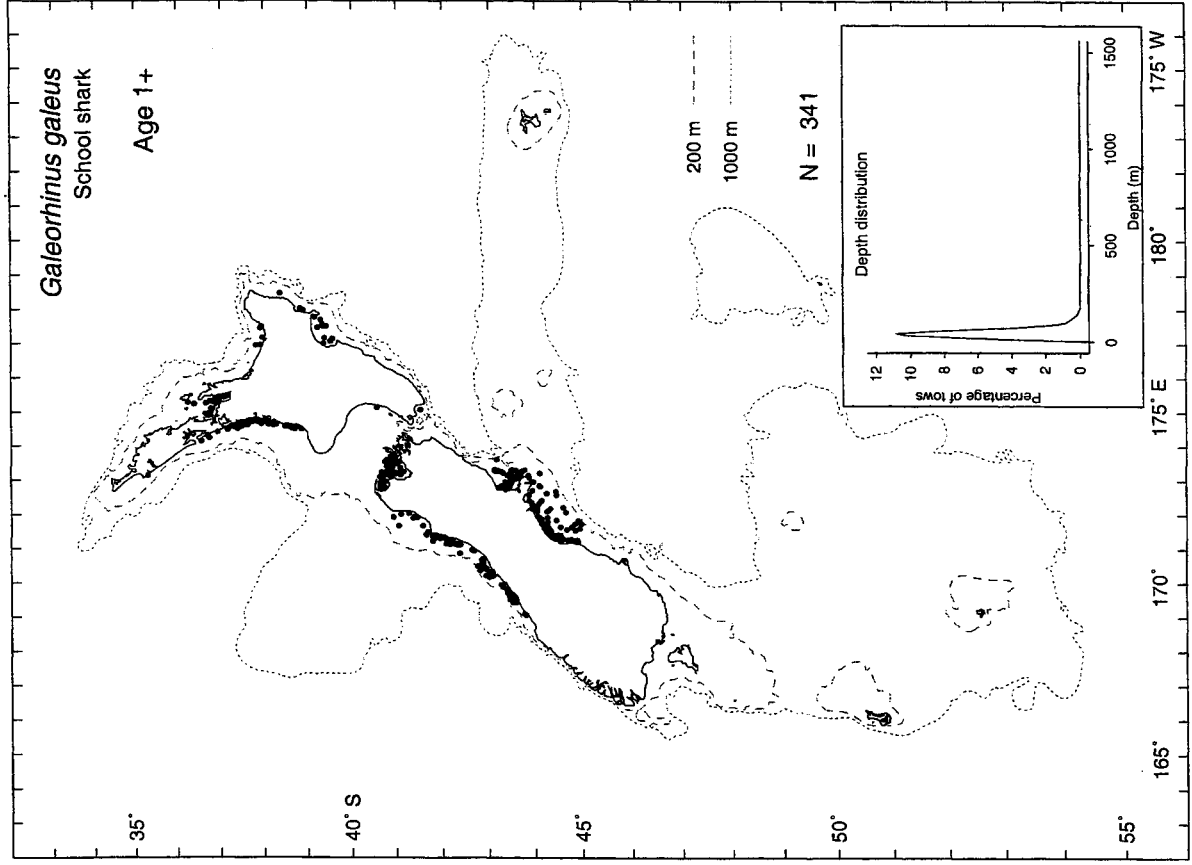 Galeorhinus galeus
School shark
Age 1+
35°
40° S
45°
50°
55°
165°
170°
175° E
180°
175° W
200 m
1000 m
N = 341
Depth distribution
Percentage of tows
12
10
8
6
4
2
0
0
500
1000
1500
Depth (m)